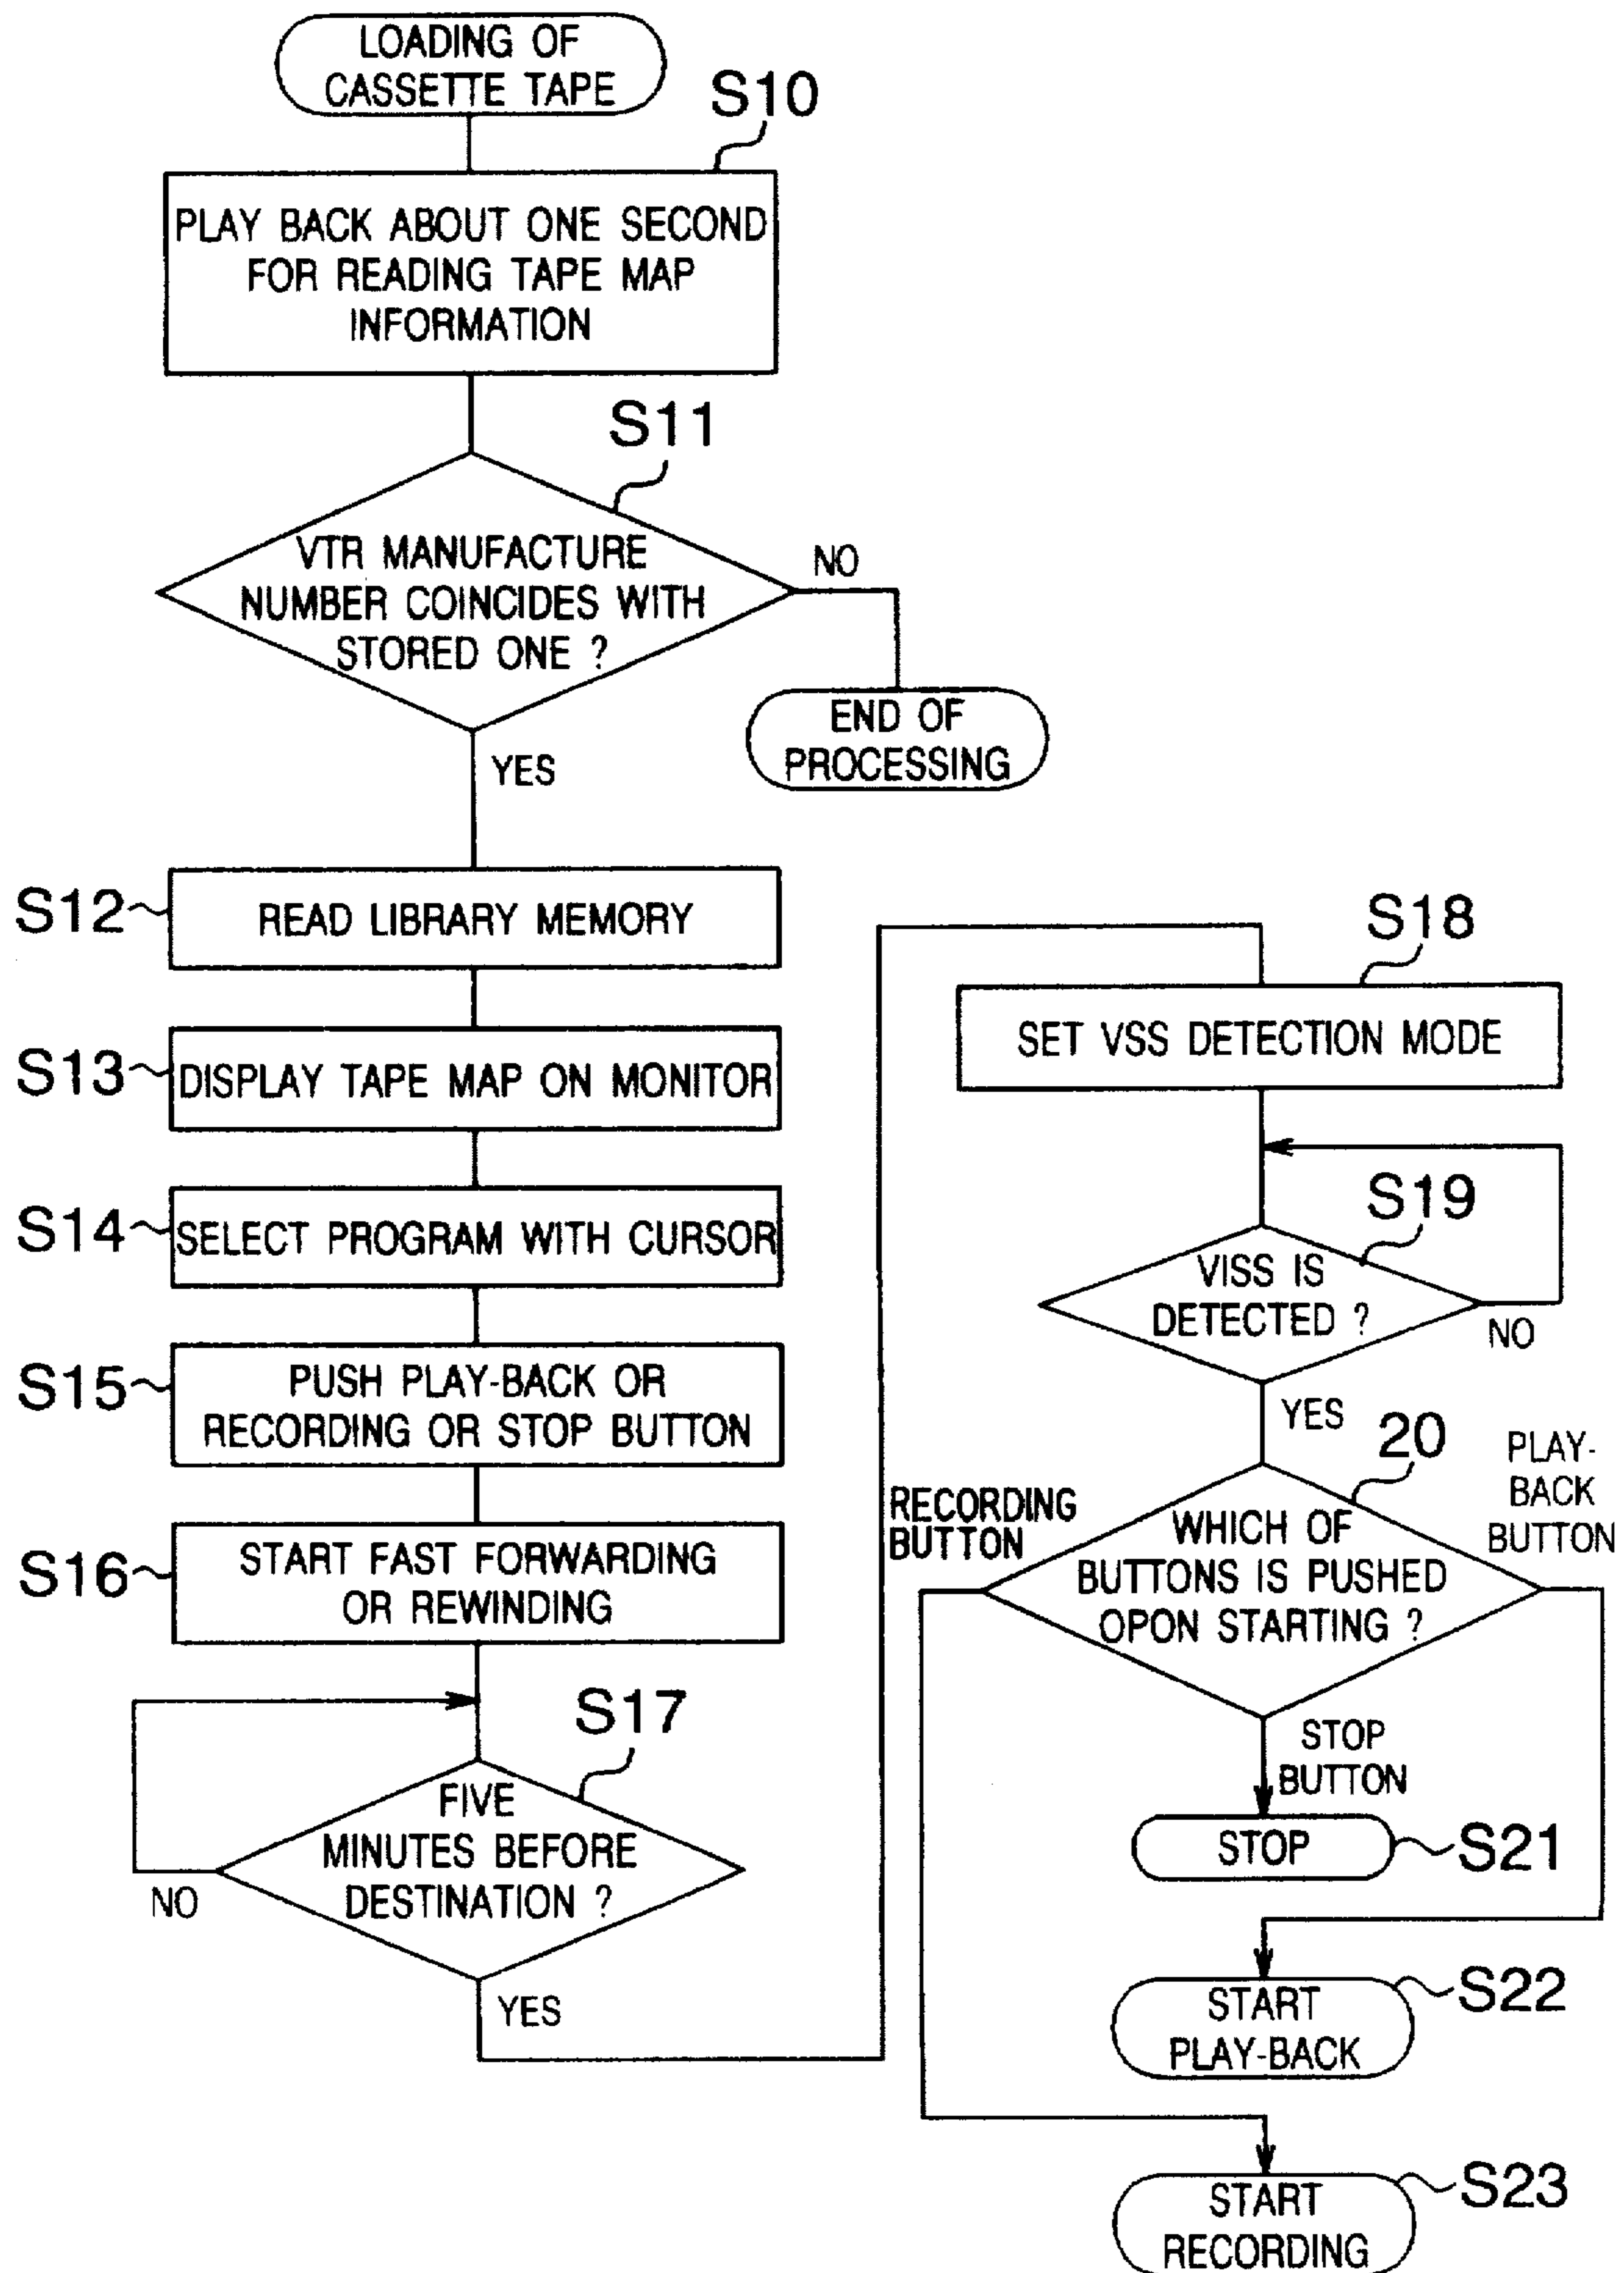 LOADING OF
CASSETTE TAPE
S10
PLAY BACK ABOUT ONE SECOND
FOR READING TAPE MAP
INFORMATION
S11
VTR MANUFACTURE
NUMBER COINCIDES WITH
STORED ONE ?
NO
END OF
PROCESSING
YES
S12
READ LIBRARY MEMORY
S13
DISPLAY TAPE MAP ON MONITOR
S14
SELECT PROGRAM WITH CURSOR
S15
PUSH PLAY-BACK OR
RECORDING OR STOP BUTTON
S16
START FAST FORWARDING
OR REWINDING
S17
FIVE
MINUTES BEFORE
DESTINATION ?
NO
YES
S18
SET VSS DETECTION MODE
S19
VISS IS
DETECTED ?
NO
YES
20
RECORDING
BUTTON
WHICH OF
BUTTONS IS PUSHED
OPON STARTING ?
PLAY-
BACK
BUTTON
STOP
BUTTON
STOP
S21
S22
START
PLAY-BACK
S23
START
RECORDING